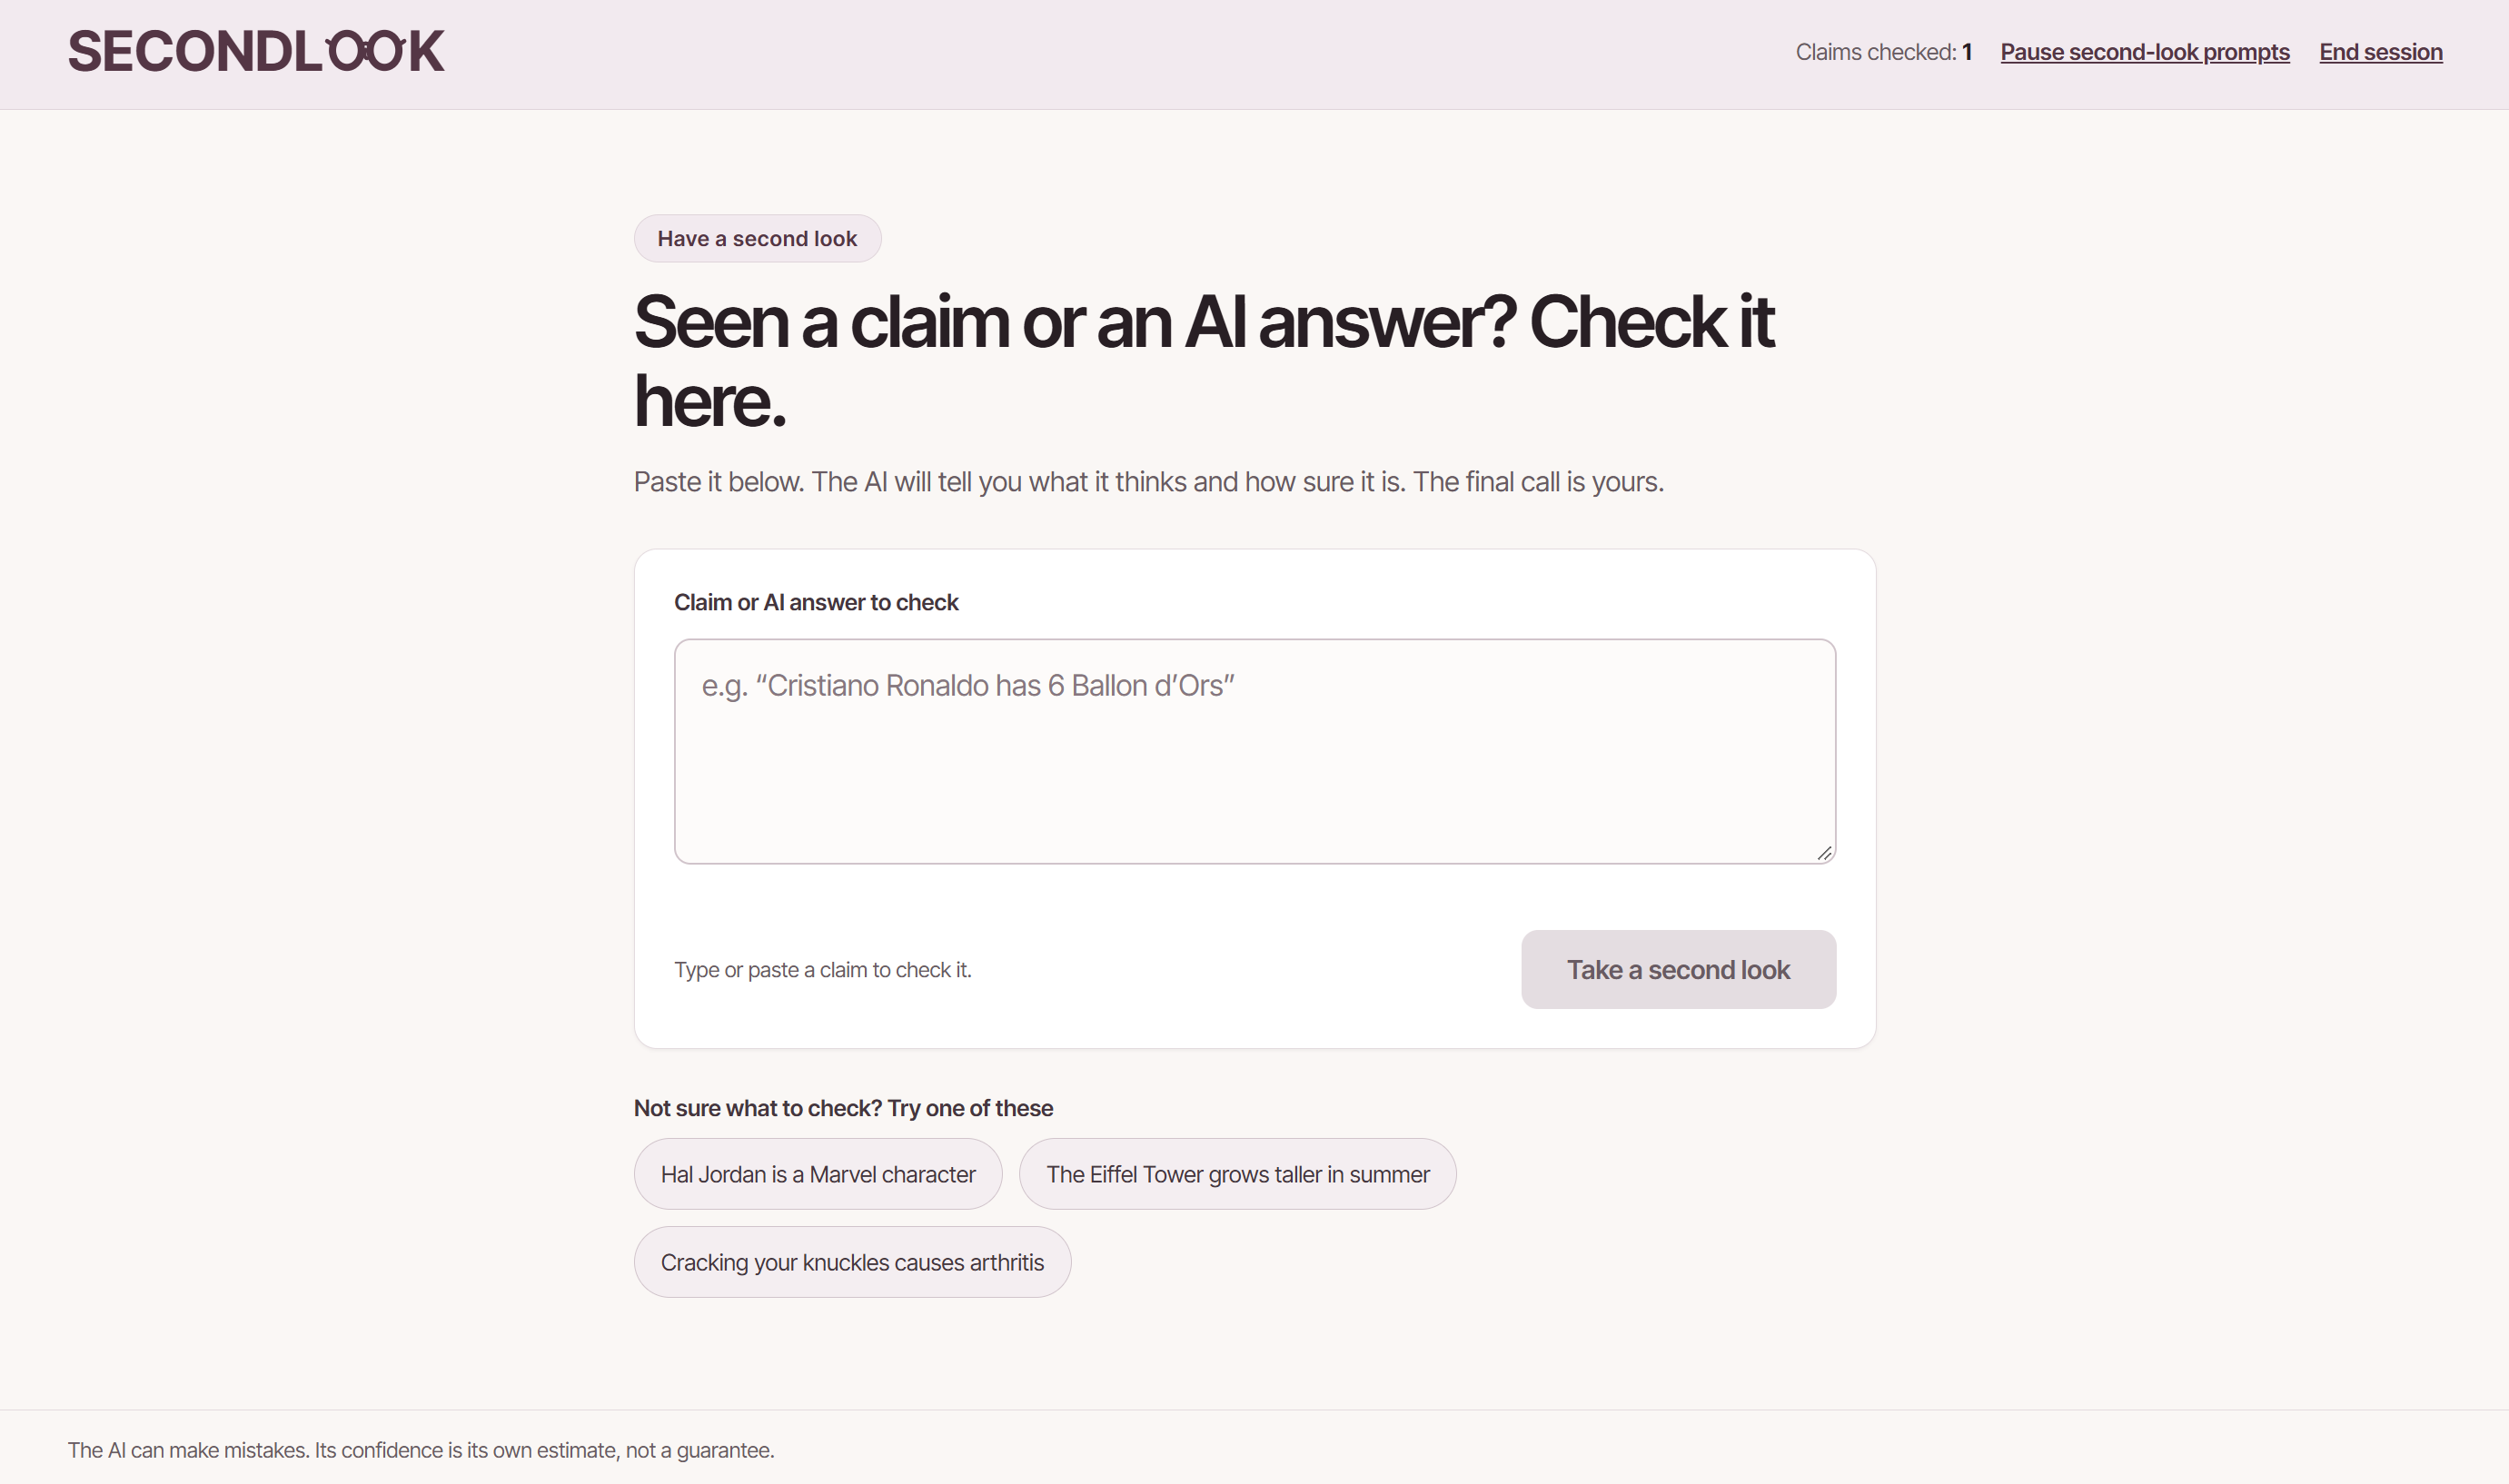 SECONDLOOK
Claims checked: 1 Pause second-look prompts End session
Have a second look
Seen a claim or an AI answer? Check it
here.
Paste it below. The AI will tell you what it thinks and how sure it is. The final call is yours.
Claim or AI answer to check
e.g. “Cristiano Ronaldo has 6 Ballon d’Ors”
Type or paste a claim to check it.
Take a second look
Not sure what to check? Try one of these
Hal Jordan is a Marvel character
The Eiffel Tower grows taller in summer
Cracking your knuckles causes arthritis
The AI can make mistakes. Its confidence is its own estimate, not a guarantee.